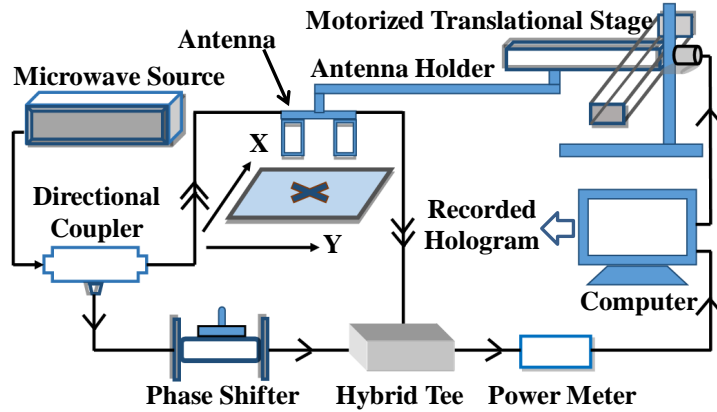 Motorized Translational Stage
Antenna
Microwave Source
Antenna Holder
X
Directional
Coupler
Y
Recorded
Hologram
Computer
Phase Shifter
Hybrid Tee
Power Meter